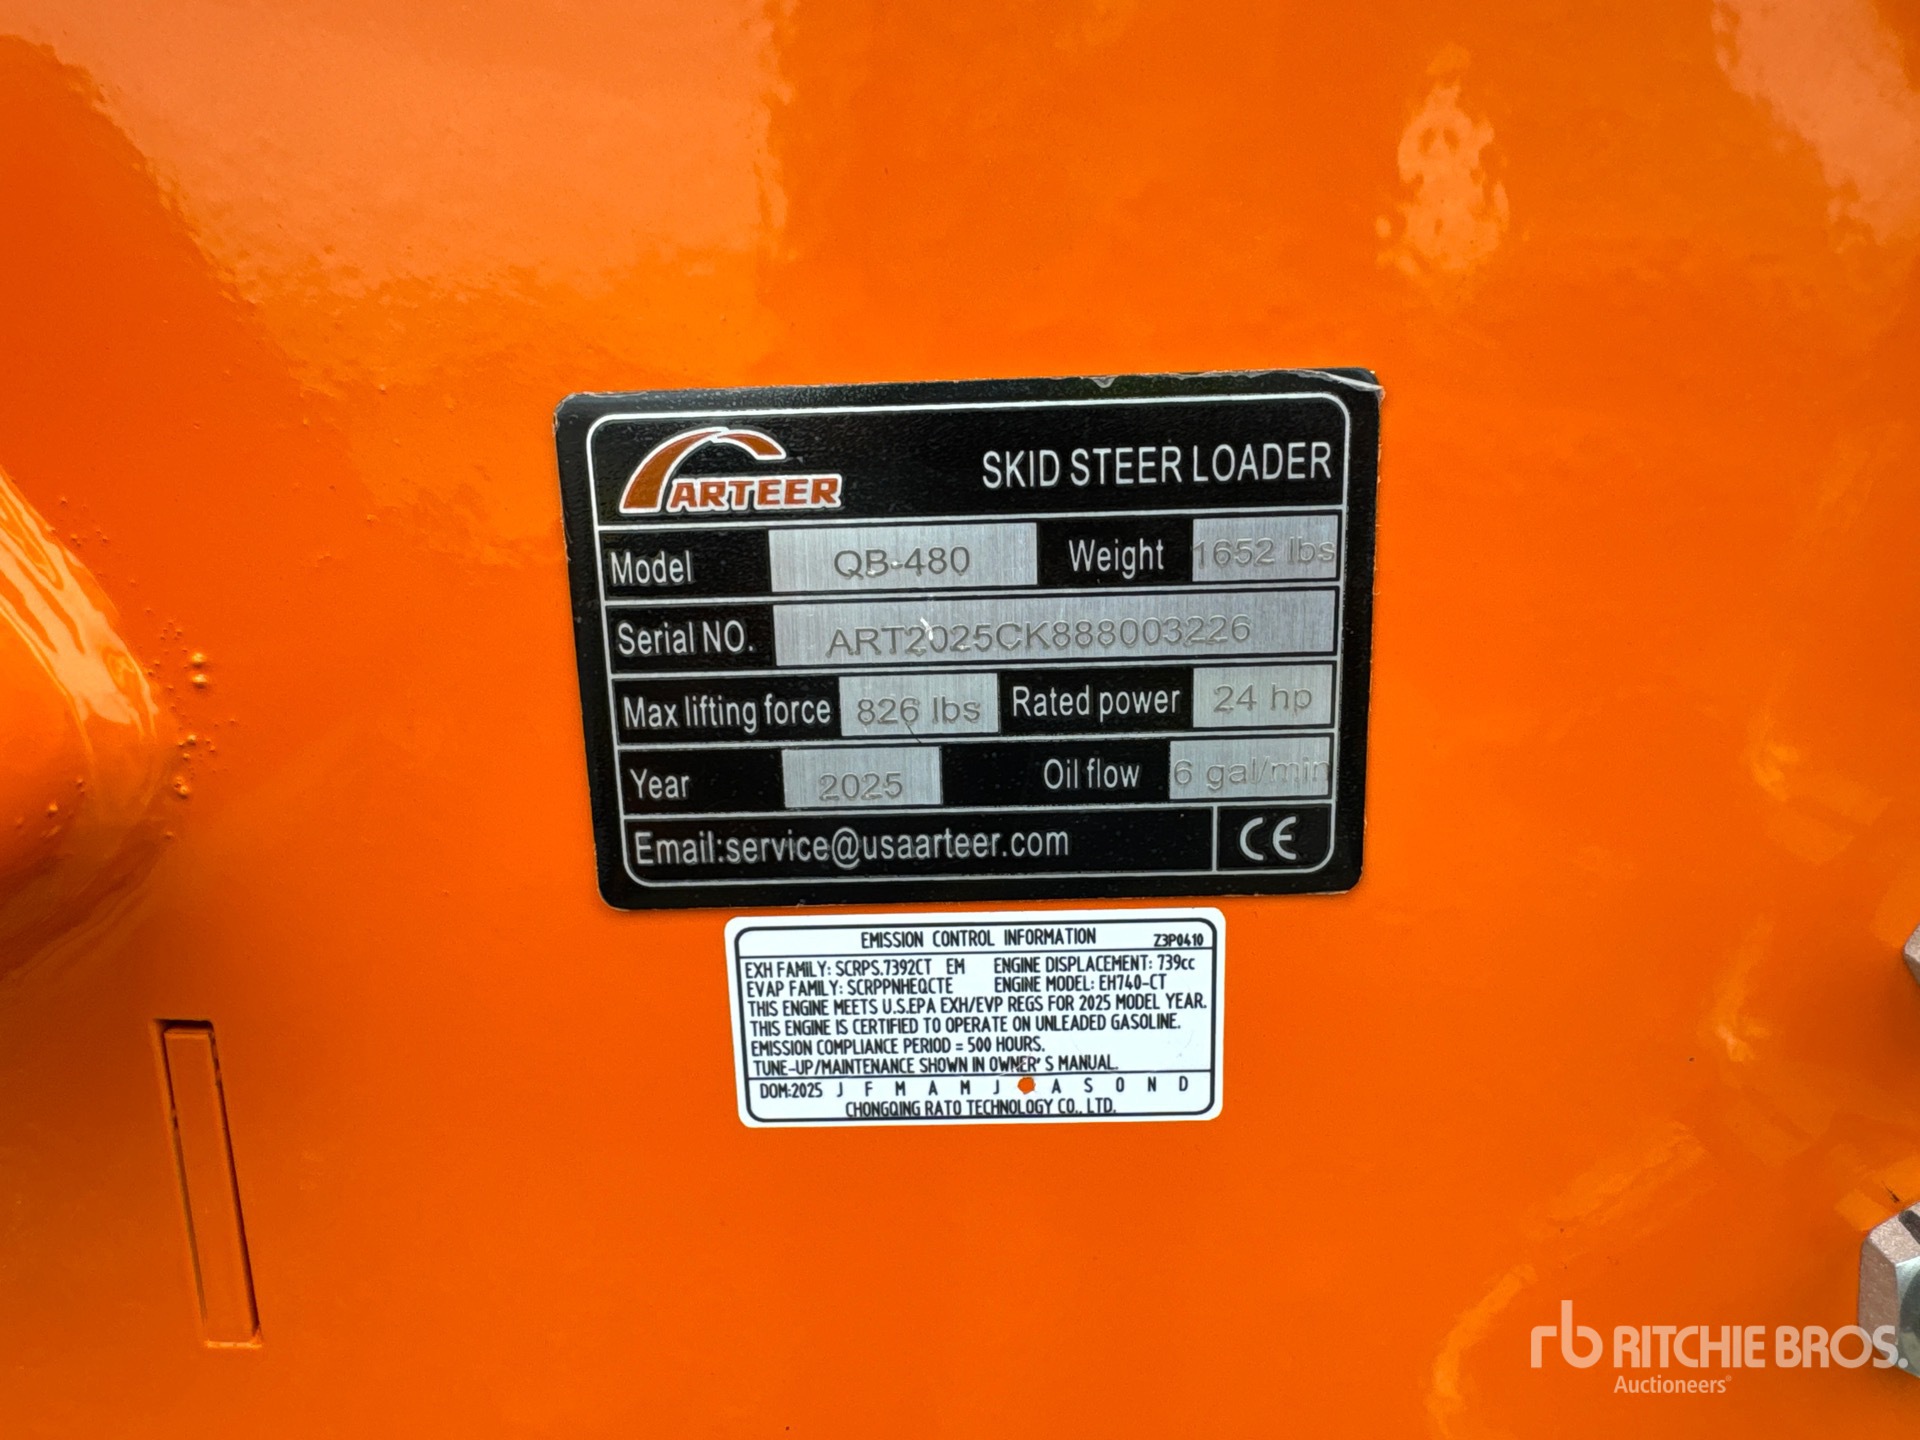 ARTEER SKID STEER LOADER
Model QB-480 Weight 1652 lbs
Serial NO. ART2025CK888003226
Max lifting force 826 lbs Rated power 24 hp
Year 2025 Oil flow 6 gal/min
Email:service@usaarteer.com CE
EMISSION CONTROL INFORMATION Z3P0410
EXH FAMILY: SCRPS.7392CT EM ENGINE DISPLACEMENT: 739cc
EVAP FAMILY: SCRPPNHEQCTE ENGINE MODEL: EH740-CT
THIS ENGINE MEETS U.S.EPA EXH/EVP REGS FOR 2025 MODEL YEAR.
THIS ENGINE IS CERTIFIED TO OPERATE ON UNLEADED GASOLINE.
EMISSION COMPLIANCE PERIOD = 500 HOURS.
TUNE-UP/MAINTENANCE SHOWN IN OWNER'S MANUAL.
DOM:2025 J F M A M J A S O N D
CHONGQING RATO TECHNOLOGY CO., LTD.
rb RITCHIE BROS.
Auctioneers®